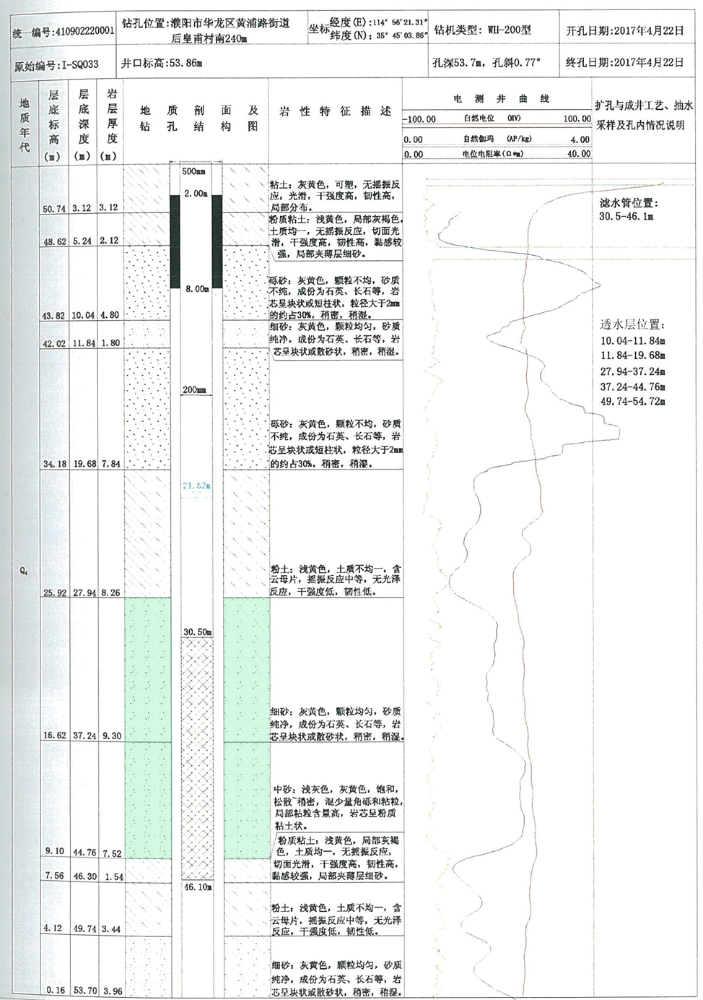 统一编号:410902220001
钻孔位置:濮阳市华龙区黄浦路街道
后皇甫村南240m
坐标
经度(E):114° 56′21.31″
纬度(N): 35° 45′03.86″
钻机类型: WH-200型
开孔日期:2017年4月22日
原始编号:I-SQ033
井口标高:53.86m
孔深53.7m, 孔斜0.77°
终孔日期:2017年4月22日
地质年代
层底标高(m)
层底深度(m)
岩层厚度(m)
地 质 剖 面 及
钻 孔 结 构 图
岩 性 特 征 描 述
电 测 井 曲 线
-100.00 自然电位 (MV) 100.00
0.00 自然伽玛 (AP/kg) 4.00
0.00 电位电阻率(Ω*m) 40.00
扩孔与成井工艺、抽水
采样及孔内情况说明
500mm
2.00m
粘土：灰黄色，可塑，无摇振反
应，光滑，干强度高，韧性高，
局部分布。
50.74 3.12 3.12
滤水管位置:
30.5-46.1m
粉质粘土：浅黄色，局部灰褐色，
土质均一，无摇振反应，切面光
滑，干强度高，韧性高，黏感较
强，局部夹薄层细砂。
48.62 5.24 2.12
8.00m
砾砂：灰黄色，颗粒不均，砂质
不纯，成份为石英、长石等，岩
芯呈块状或短柱状，粒径大于2mm
的约占30%，稍密，稍湿。
43.82 10.04 4.80
细砂：灰黄色，颗粒均匀，砂质
纯净，成份为石英、长石等，岩
芯呈块状或散砂状，稍密，稍湿。
42.02 11.84 1.80
透水层位置:
10.04-11.84m
11.84-19.68m
27.94-37.24m
37.24-44.76m
49.74-54.72m
200mm
砾砂：灰黄色，颗粒不均，砂质
不纯，成份为石英、长石等，岩
芯呈块状或短柱状，粒径大于2mm
的约占30%，稍密，稍湿。
34.18 19.68 7.84
21.52m
Q₄
粉土：浅黄色，土质不均一，含
云母片，摇振反应中等，无光泽
反应，干强度低，韧性低。
25.92 27.94 8.26
30.50m
细砂：灰黄色，颗粒均匀，砂质
纯净，成份为石英、长石等，岩
芯呈块状或散砂状，稍密，稍湿。
16.62 37.24 9.30
中砂：浅灰色，灰黄色，饱和，
松散~稍密，混少量角砾和粘粒，
局部粘粒含量高，岩芯呈粉质
粘土状。
9.10 44.76 7.52
粉质粘土：浅黄色，局部灰褐
色，土质均一，无摇振反应，
切面光滑，干强度高，韧性高，
黏感较强，局部夹薄层细砂。
7.56 46.30 1.54
46.10m
粉土：浅黄色，土质不均一，含
云母片，摇振反应中等，无光泽
反应，干强度低，韧性低。
4.12 49.74 3.44
细砂：灰黄色，颗粒均匀，砂质
纯净，成份为石英、长石等，岩
芯呈块状或散砂状，稍密，稍湿。
0.16 53.70 3.96